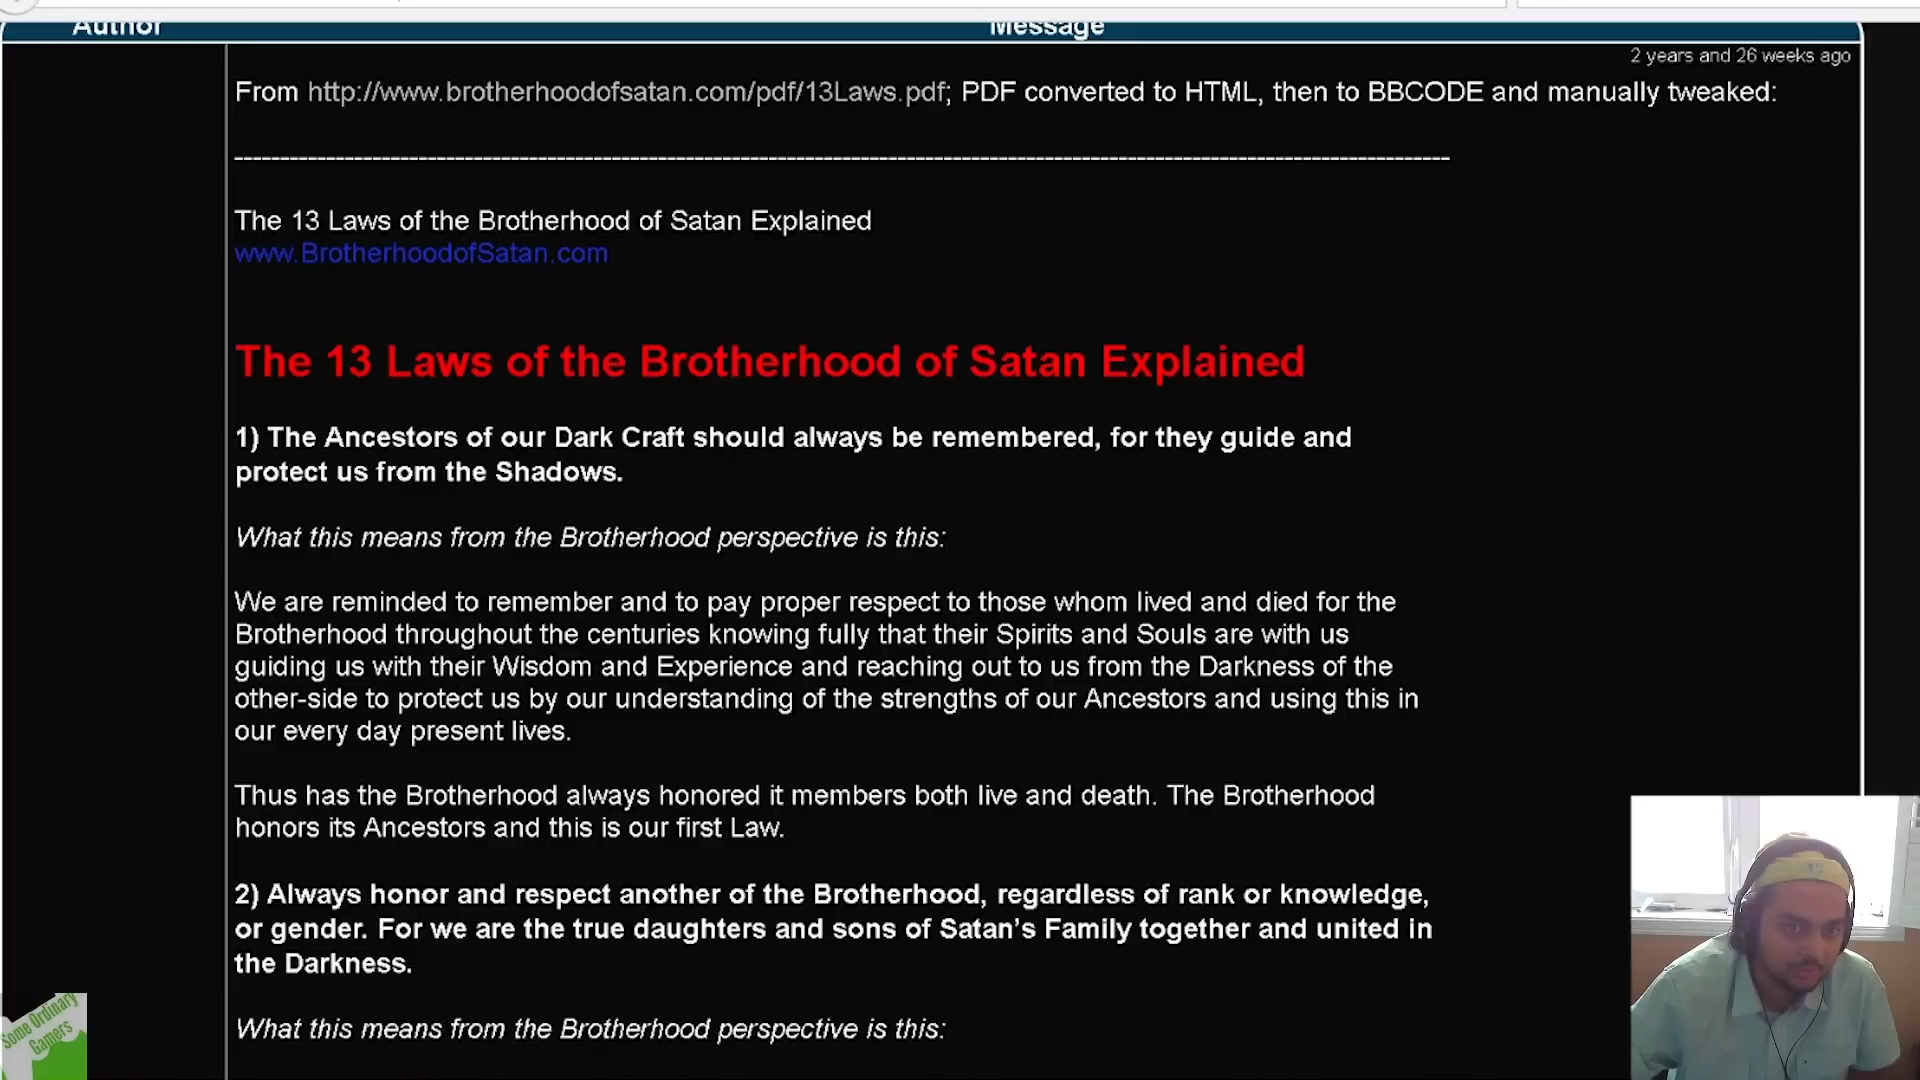 Author
Message
2 years and 26 weeks ago
From http://www.brotherhoodofsatan.com/pdf/13Laws.pdf; PDF converted to HTML, then to BBCODE and manually tweaked:
---------------------------------------------------------------------------------------------------------------------------------------
The 13 Laws of the Brotherhood of Satan Explained
www.BrotherhoodofSatan.com
The 13 Laws of the Brotherhood of Satan Explained
1) The Ancestors of our Dark Craft should always be remembered, for they guide and
protect us from the Shadows.
What this means from the Brotherhood perspective is this:
We are reminded to remember and to pay proper respect to those whom lived and died for the
Brotherhood throughout the centuries knowing fully that their Spirits and Souls are with us
guiding us with their Wisdom and Experience and reaching out to us from the Darkness of the
other-side to protect us by our understanding of the strengths of our Ancestors and using this in
our every day present lives.
Thus has the Brotherhood always honored it members both live and death. The Brotherhood
honors its Ancestors and this is our first Law.
2) Always honor and respect another of the Brotherhood, regardless of rank or knowledge,
or gender. For we are the true daughters and sons of Satan's Family together and united in
the Darkness.
What this means from the Brotherhood perspective is this:
Some Ordinary
Gamers